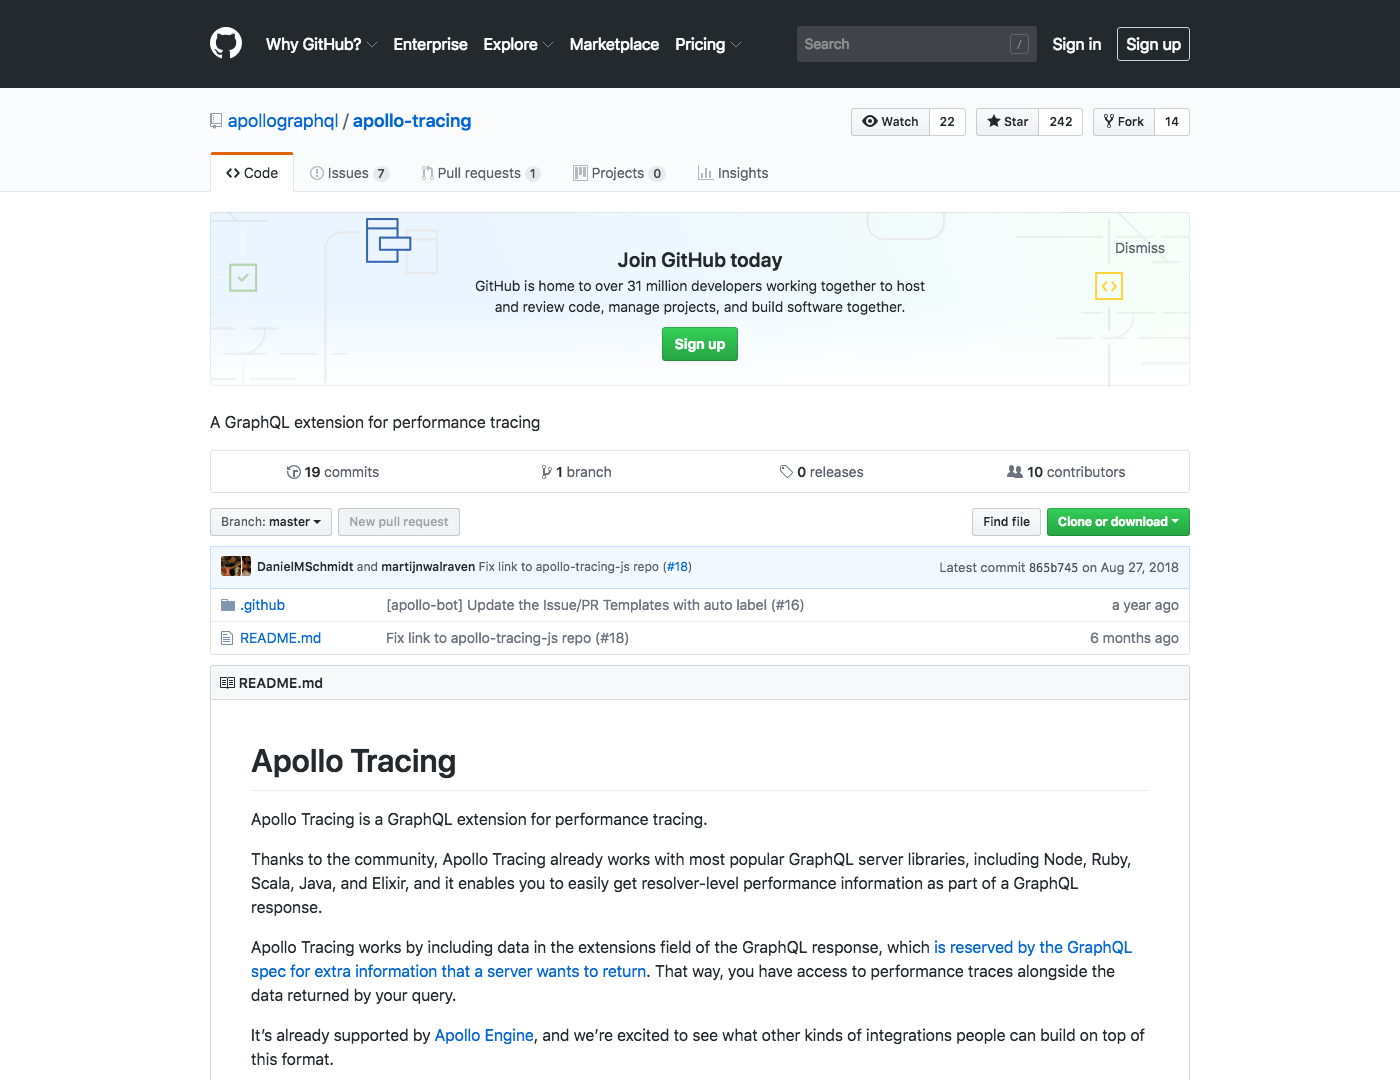 Why GitHub? Enterprise Explore Marketplace Pricing Search / Sign in Sign up
apollographql / apollo-tracing Watch 22 Star 242 Fork 14
Code Issues 7 Pull requests 1 Projects 0 Insights
Dismiss
Join GitHub today
GitHub is home to over 31 million developers working together to host
and review code, manage projects, and build software together.
Sign up
A GraphQL extension for performance tracing
19 commits 1 branch 0 releases 10 contributors
Branch: master New pull request Find file Clone or download
DanielMSchmidt and martijnwalraven Fix link to apollo-tracing-js repo (#18) Latest commit 865b745 on Aug 27, 2018
.github [apollo-bot] Update the Issue/PR Templates with auto label (#16) a year ago
README.md Fix link to apollo-tracing-js repo (#18) 6 months ago
README.md
Apollo Tracing
Apollo Tracing is a GraphQL extension for performance tracing.
Thanks to the community, Apollo Tracing already works with most popular GraphQL server libraries, including Node, Ruby,
Scala, Java, and Elixir, and it enables you to easily get resolver-level performance information as part of a GraphQL
response.
Apollo Tracing works by including data in the extensions field of the GraphQL response, which is reserved by the GraphQL
spec for extra information that a server wants to return. That way, you have access to performance traces alongside the
data returned by your query.
It’s already supported by Apollo Engine, and we’re excited to see what other kinds of integrations people can build on top of
this format.